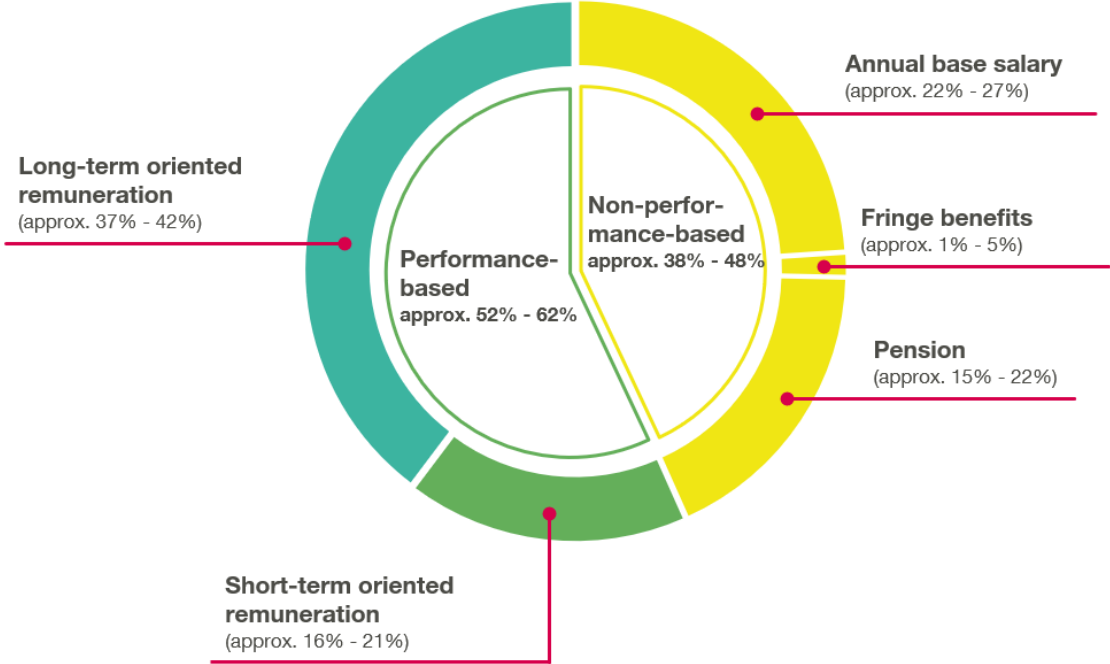 Annual base salary
(approx. 22% - 27%)
Long-term oriented
remuneration
(approx. 37% - 42%)
Non-perfor-
mance-based
approx. 38% - 48%
Fringe benefits
(approx. 1% - 5%)
Performance-
based
approx. 52% - 62%
Pension
(approx. 15% - 22%)
Short-term oriented
remuneration
(approx. 16% - 21%)